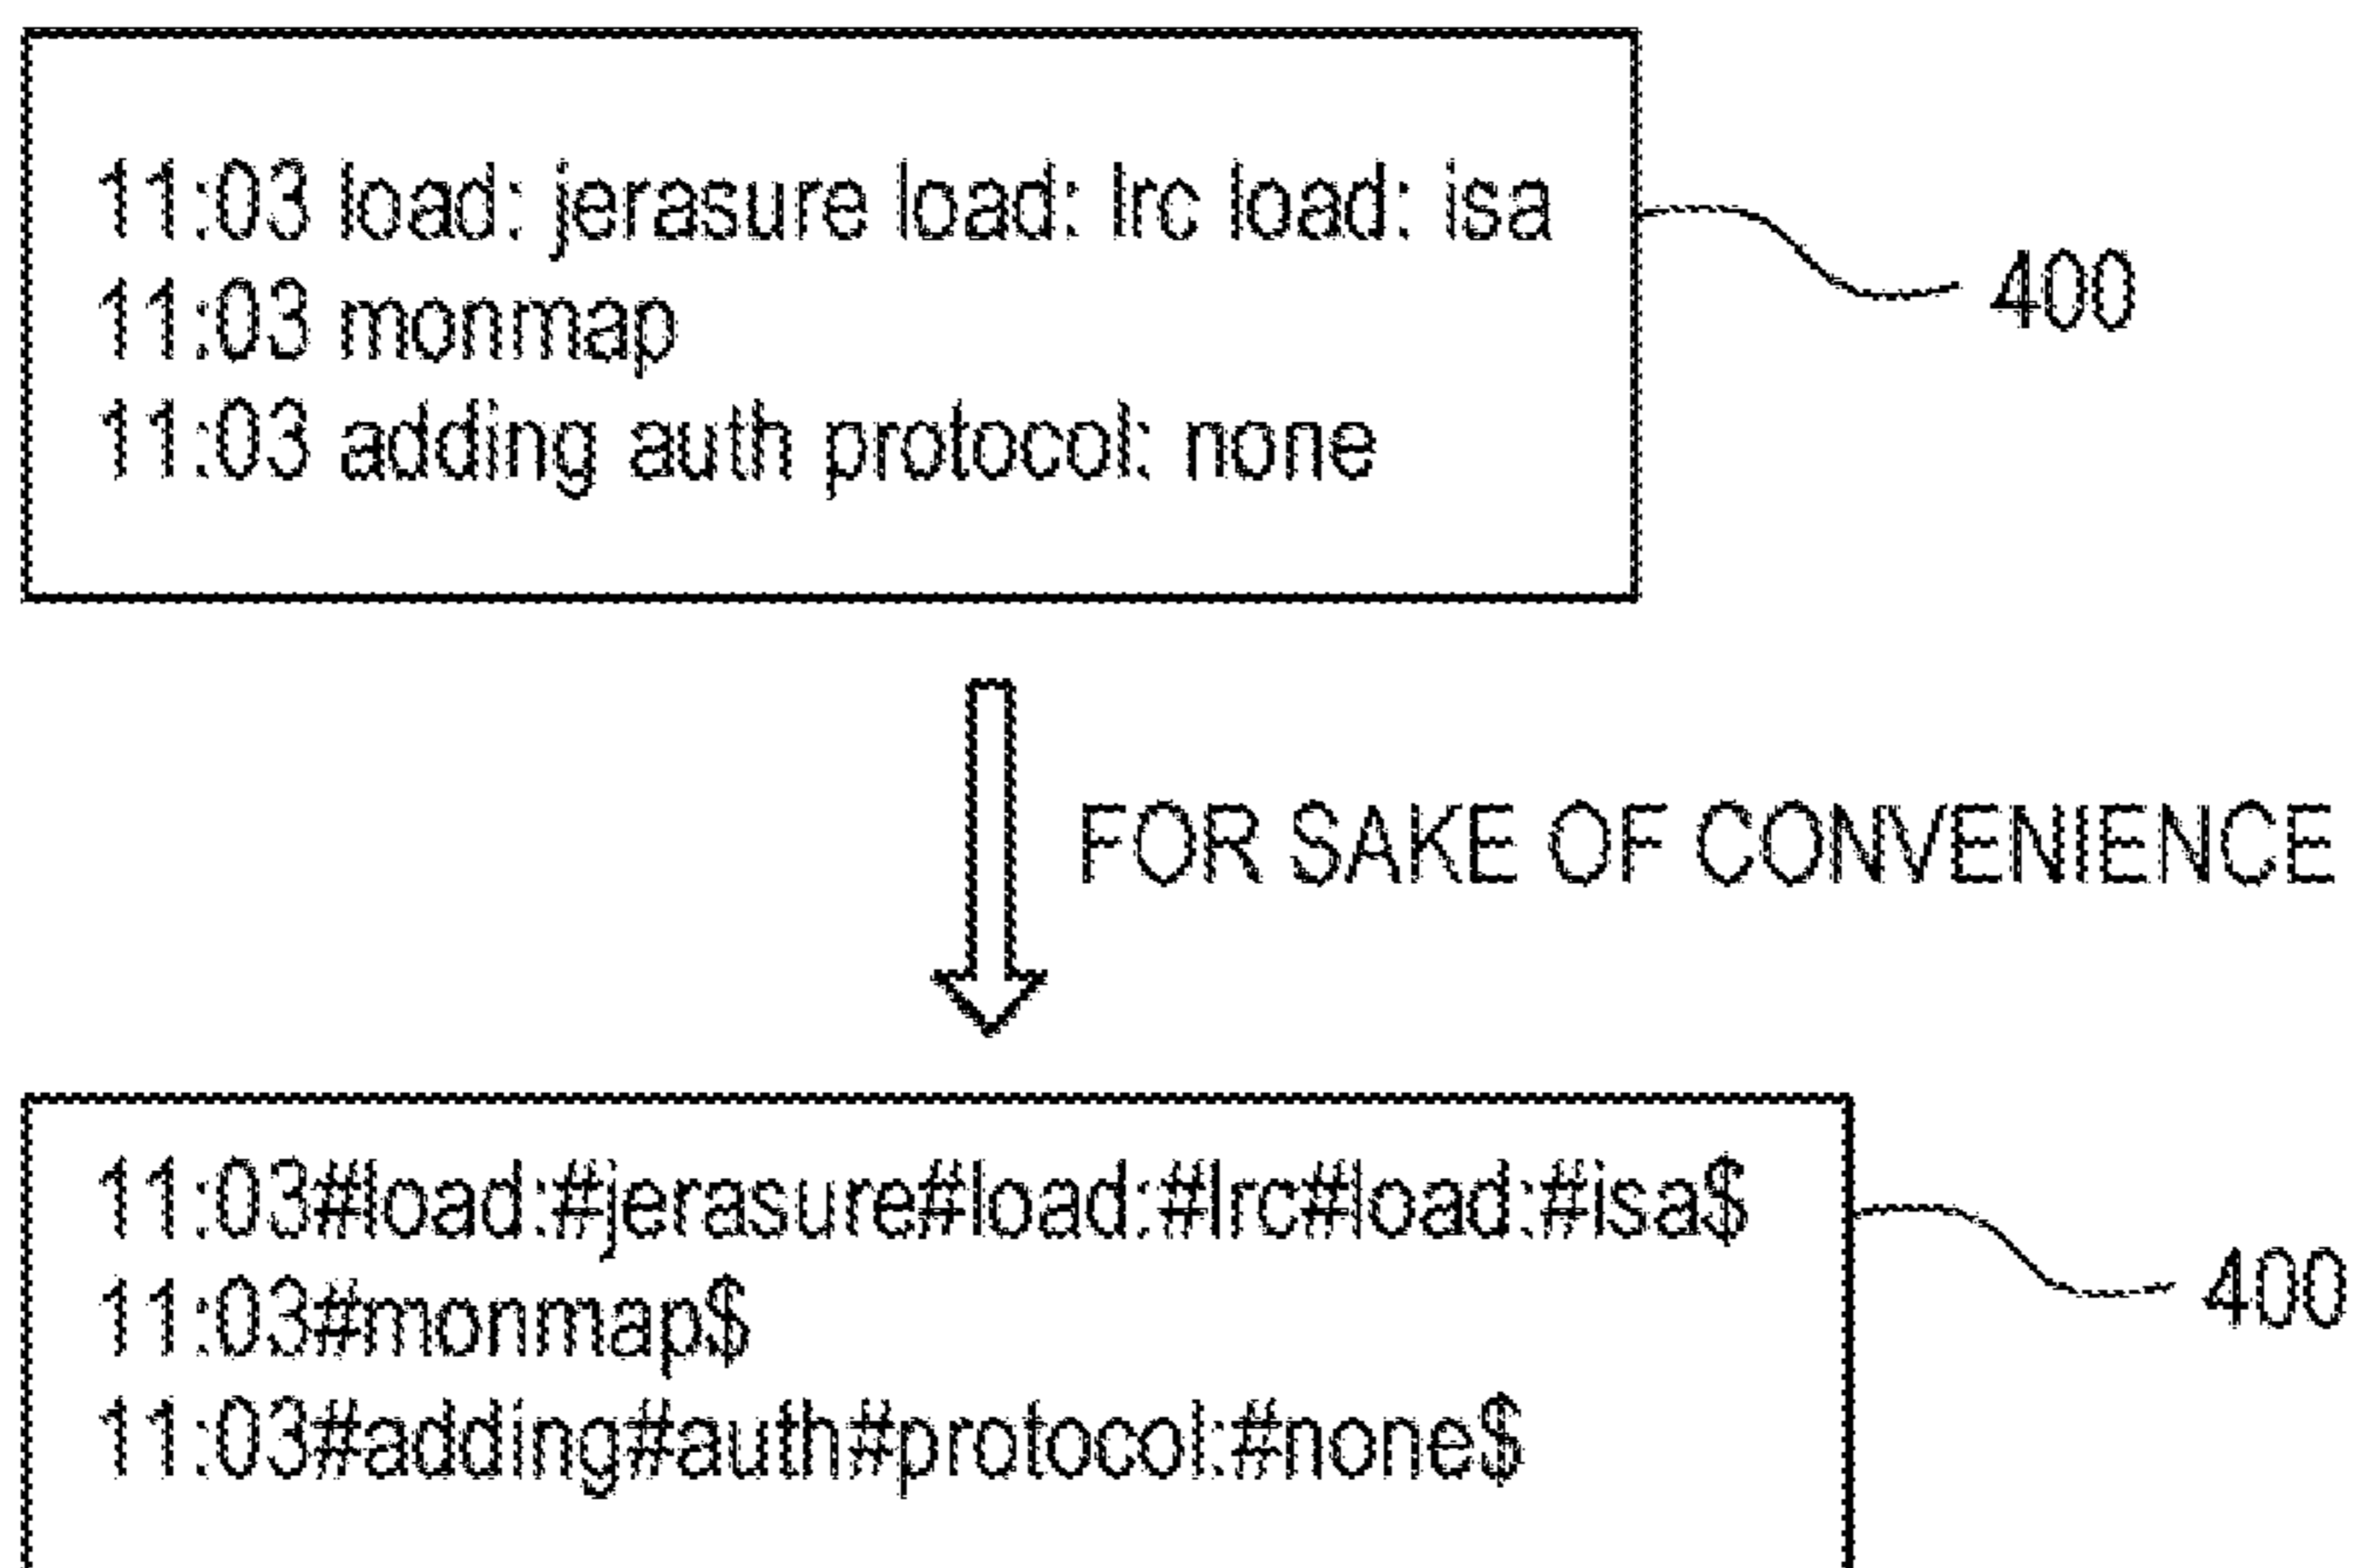 11:03 load: jerasure load: lrc load: isa
11:03 monmap
11:03 adding auth protocol: none
400
FOR SAKE OF CONVENIENCE
11:03#load:#jerasure#load:#lrc#load:#isa$
11:03#monmap$
11:03#adding#auth#protocol:#none$
400